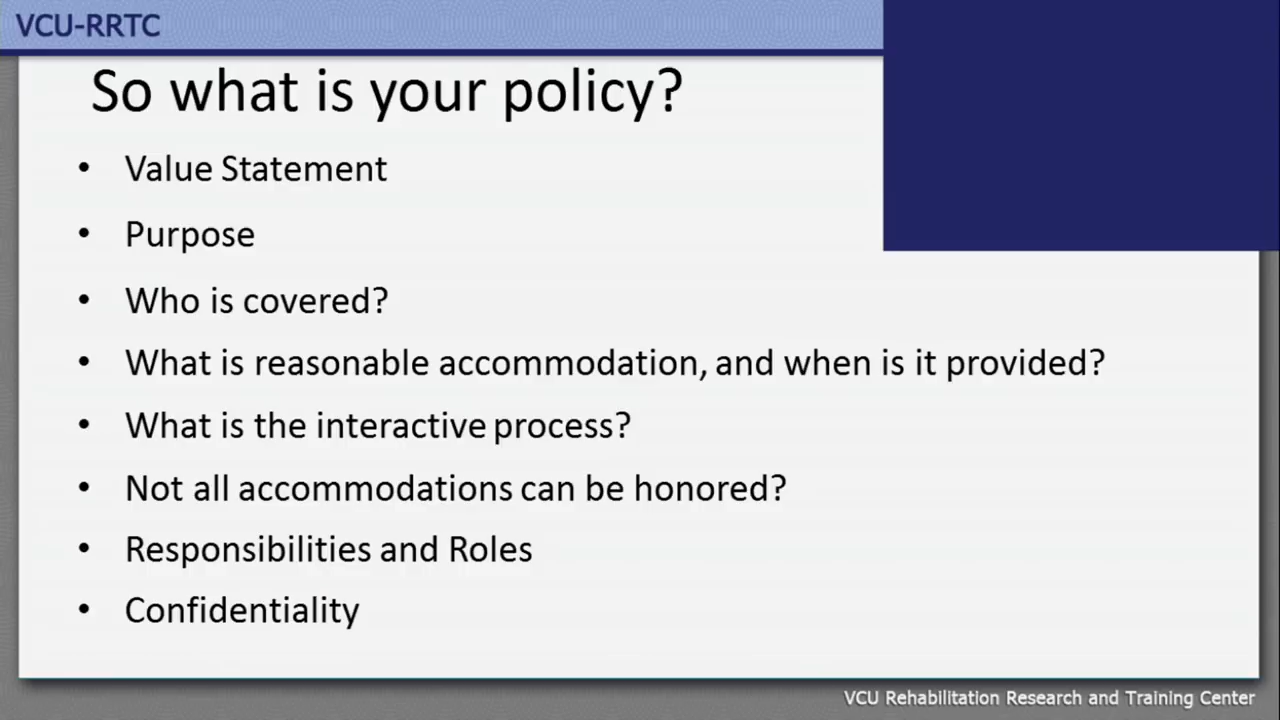 VCU-RRTC
So what is your policy?
• Value Statement
• Purpose
• Who is covered?
• What is reasonable accommodation, and when is it provided?
• What is the interactive process?
• Not all accommodations can be honored?
• Responsibilities and Roles
• Confidentiality
VCU Rehabilitation Research and Training Center